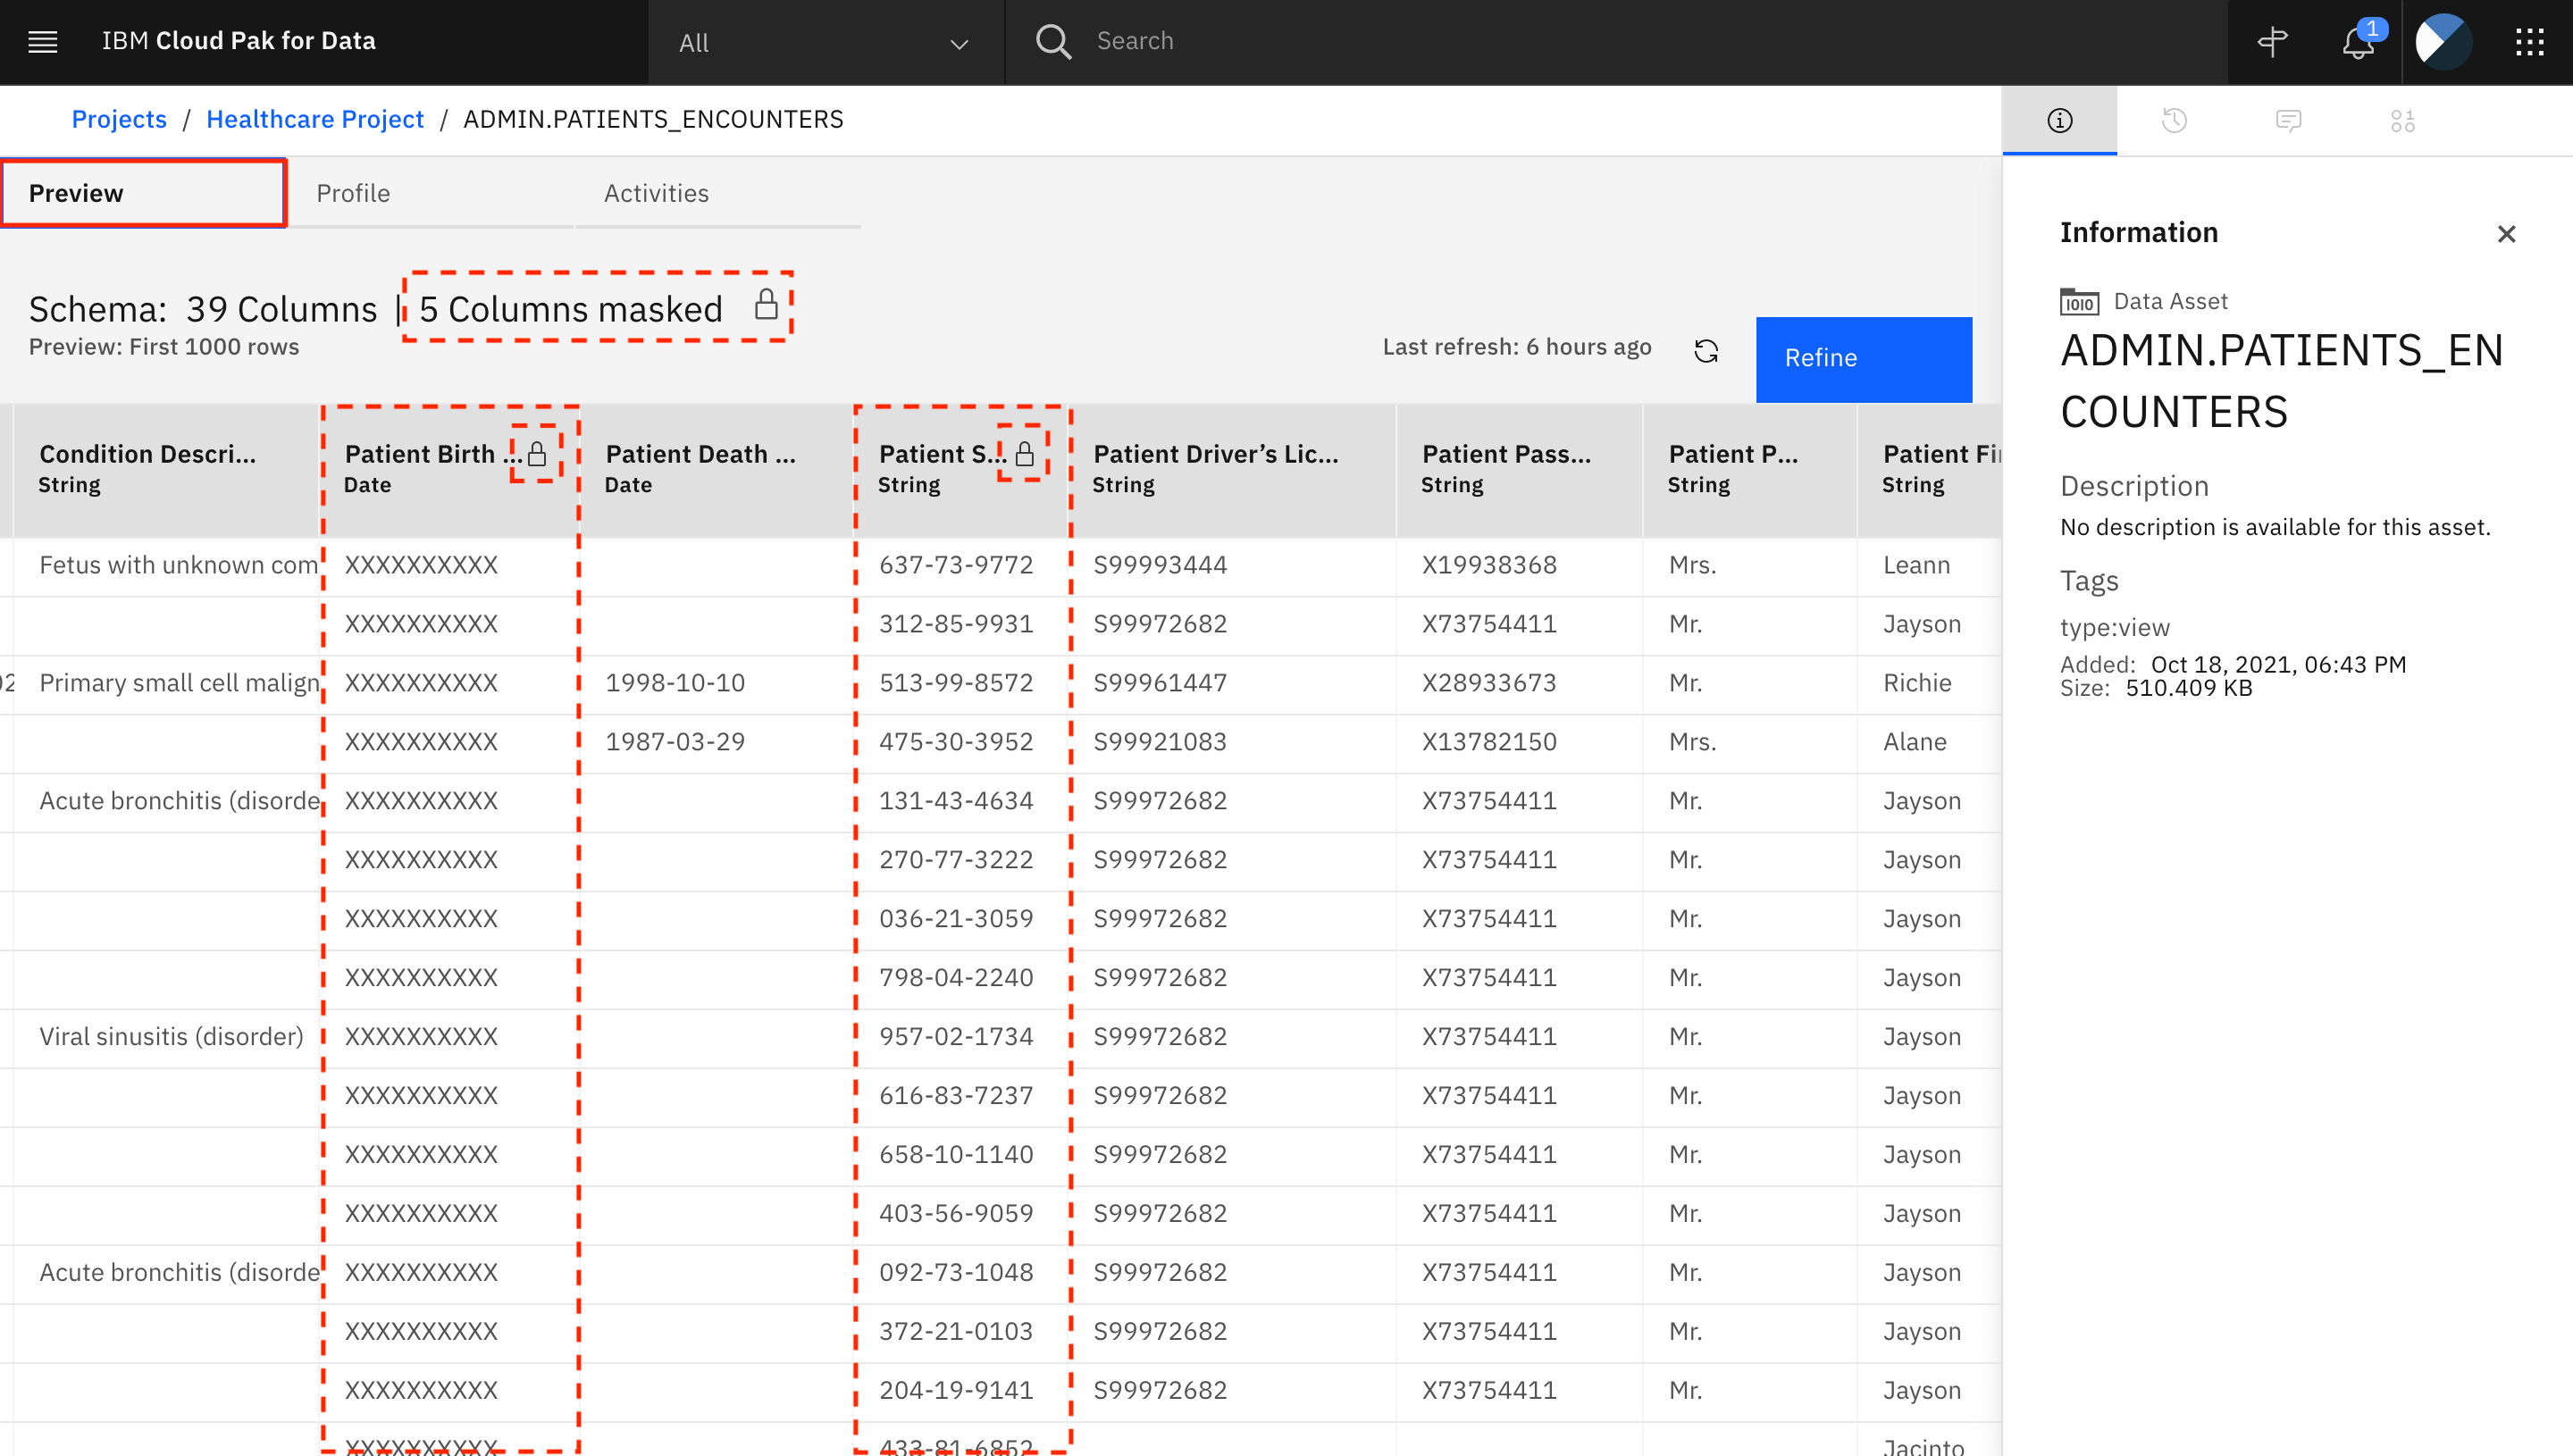 IBM Cloud Pak for Data
All
Search
1
Projects / Healthcare Project / ADMIN.PATIENTS_ENCOUNTERS
Preview
Profile
Activities
Schema: 39 Columns | 5 Columns masked
Preview: First 1000 rows
Last refresh: 6 hours ago
Refine
Condition Descri... Patient Birth ... Patient Death ... Patient S... Patient Driver’s Lic... Patient Pass... Patient P... Patient Fi
String Date Date String String String String String
Fetus with unknown com XXXXXXXXXX 637-73-9772 S99993444 X19938368 Mrs. Leann
XXXXXXXXXX 312-85-9931 S99972682 X73754411 Mr. Jayson
02 Primary small cell malign XXXXXXXXXX 1998-10-10 513-99-8572 S99961447 X28933673 Mr. Richie
XXXXXXXXXX 1987-03-29 475-30-3952 S99921083 X13782150 Mrs. Alane
Acute bronchitis (disorde XXXXXXXXXX 131-43-4634 S99972682 X73754411 Mr. Jayson
XXXXXXXXXX 270-77-3222 S99972682 X73754411 Mr. Jayson
XXXXXXXXXX 036-21-3059 S99972682 X73754411 Mr. Jayson
XXXXXXXXXX 798-04-2240 S99972682 X73754411 Mr. Jayson
Viral sinusitis (disorder) XXXXXXXXXX 957-02-1734 S99972682 X73754411 Mr. Jayson
XXXXXXXXXX 616-83-7237 S99972682 X73754411 Mr. Jayson
XXXXXXXXXX 658-10-1140 S99972682 X73754411 Mr. Jayson
XXXXXXXXXX 403-56-9059 S99972682 X73754411 Mr. Jayson
Acute bronchitis (disorde XXXXXXXXXX 092-73-1048 S99972682 X73754411 Mr. Jayson
XXXXXXXXXX 372-21-0103 S99972682 X73754411 Mr. Jayson
XXXXXXXXXX 204-19-9141 S99972682 X73754411 Mr. Jayson
XXXXXXXXXX 433-81-6852 Jacinto
Information
Data Asset
ADMIN.PATIENTS_EN
COUNTERS
Description
No description is available for this asset.
Tags
type:view
Added: Oct 18, 2021, 06:43 PM
Size: 510.409 KB